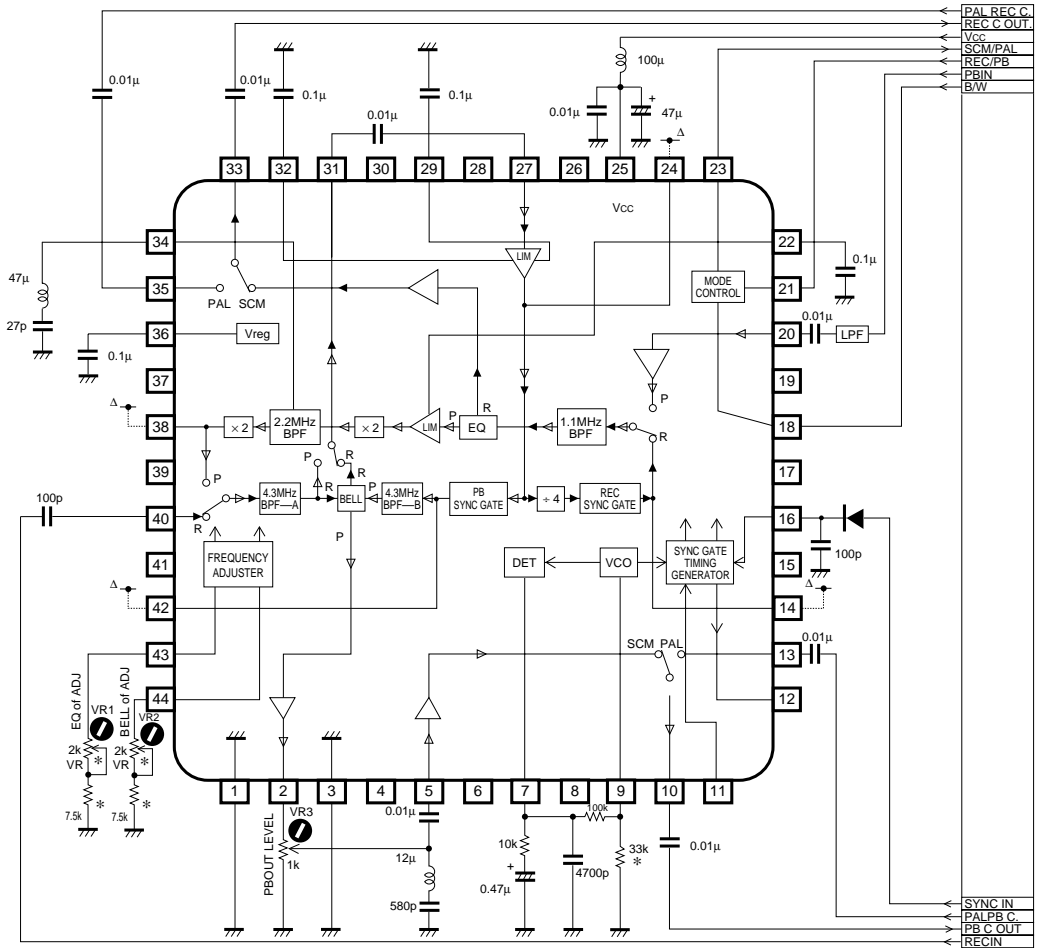 PAL REC C.
REC C OUT.
Vcc
SCM/PAL
REC/PB
PBIN
B/W
0.01μ
0.01μ
0.1μ
0.01μ
0.1μ
100μ
0.01μ
+
47μ
Δ
33
32
31
30
29
28
27
26
25
24
23
Vcc
34
35
36
37
38
39
40
41
42
43
44
22
21
20
19
18
17
16
15
14
13
12
47μ
27p
0.1μ
Δ
100p
Δ
0.1μ
0.01μ
LPF
100p
Δ
0.01μ
LIM
MODE
CONTROL
PAL SCM
Vreg
P
R
× 2
2.2MHz
BPF
× 2
LIM
P
R
EQ
1.1MHz
BPF
P
R
P
R
R
R
4.3MHz
BPF—A
BELL
P
4.3MHz
BPF—B
PB
SYNC GATE
÷ 4
REC
SYNC GATE
P
FREQUENCY
ADJUSTER
DET
VCO
SYNC GATE
TIMING
GENERATOR
SCM PAL
EQ of ADJ
VR1
2k
VR
*
7.5k
*
BELL of ADJ
VR2
2k
VR
*
7.5k
*
1
2
3
4
5
6
7
8
9
10
11
PBOUT LEVEL
VR3
1k
0.01μ
12μ
580p
10k
+
0.47μ
100k
4700p
33k
*
0.01μ
SYNC IN
PALPB C.
PB C OUT
RECIN